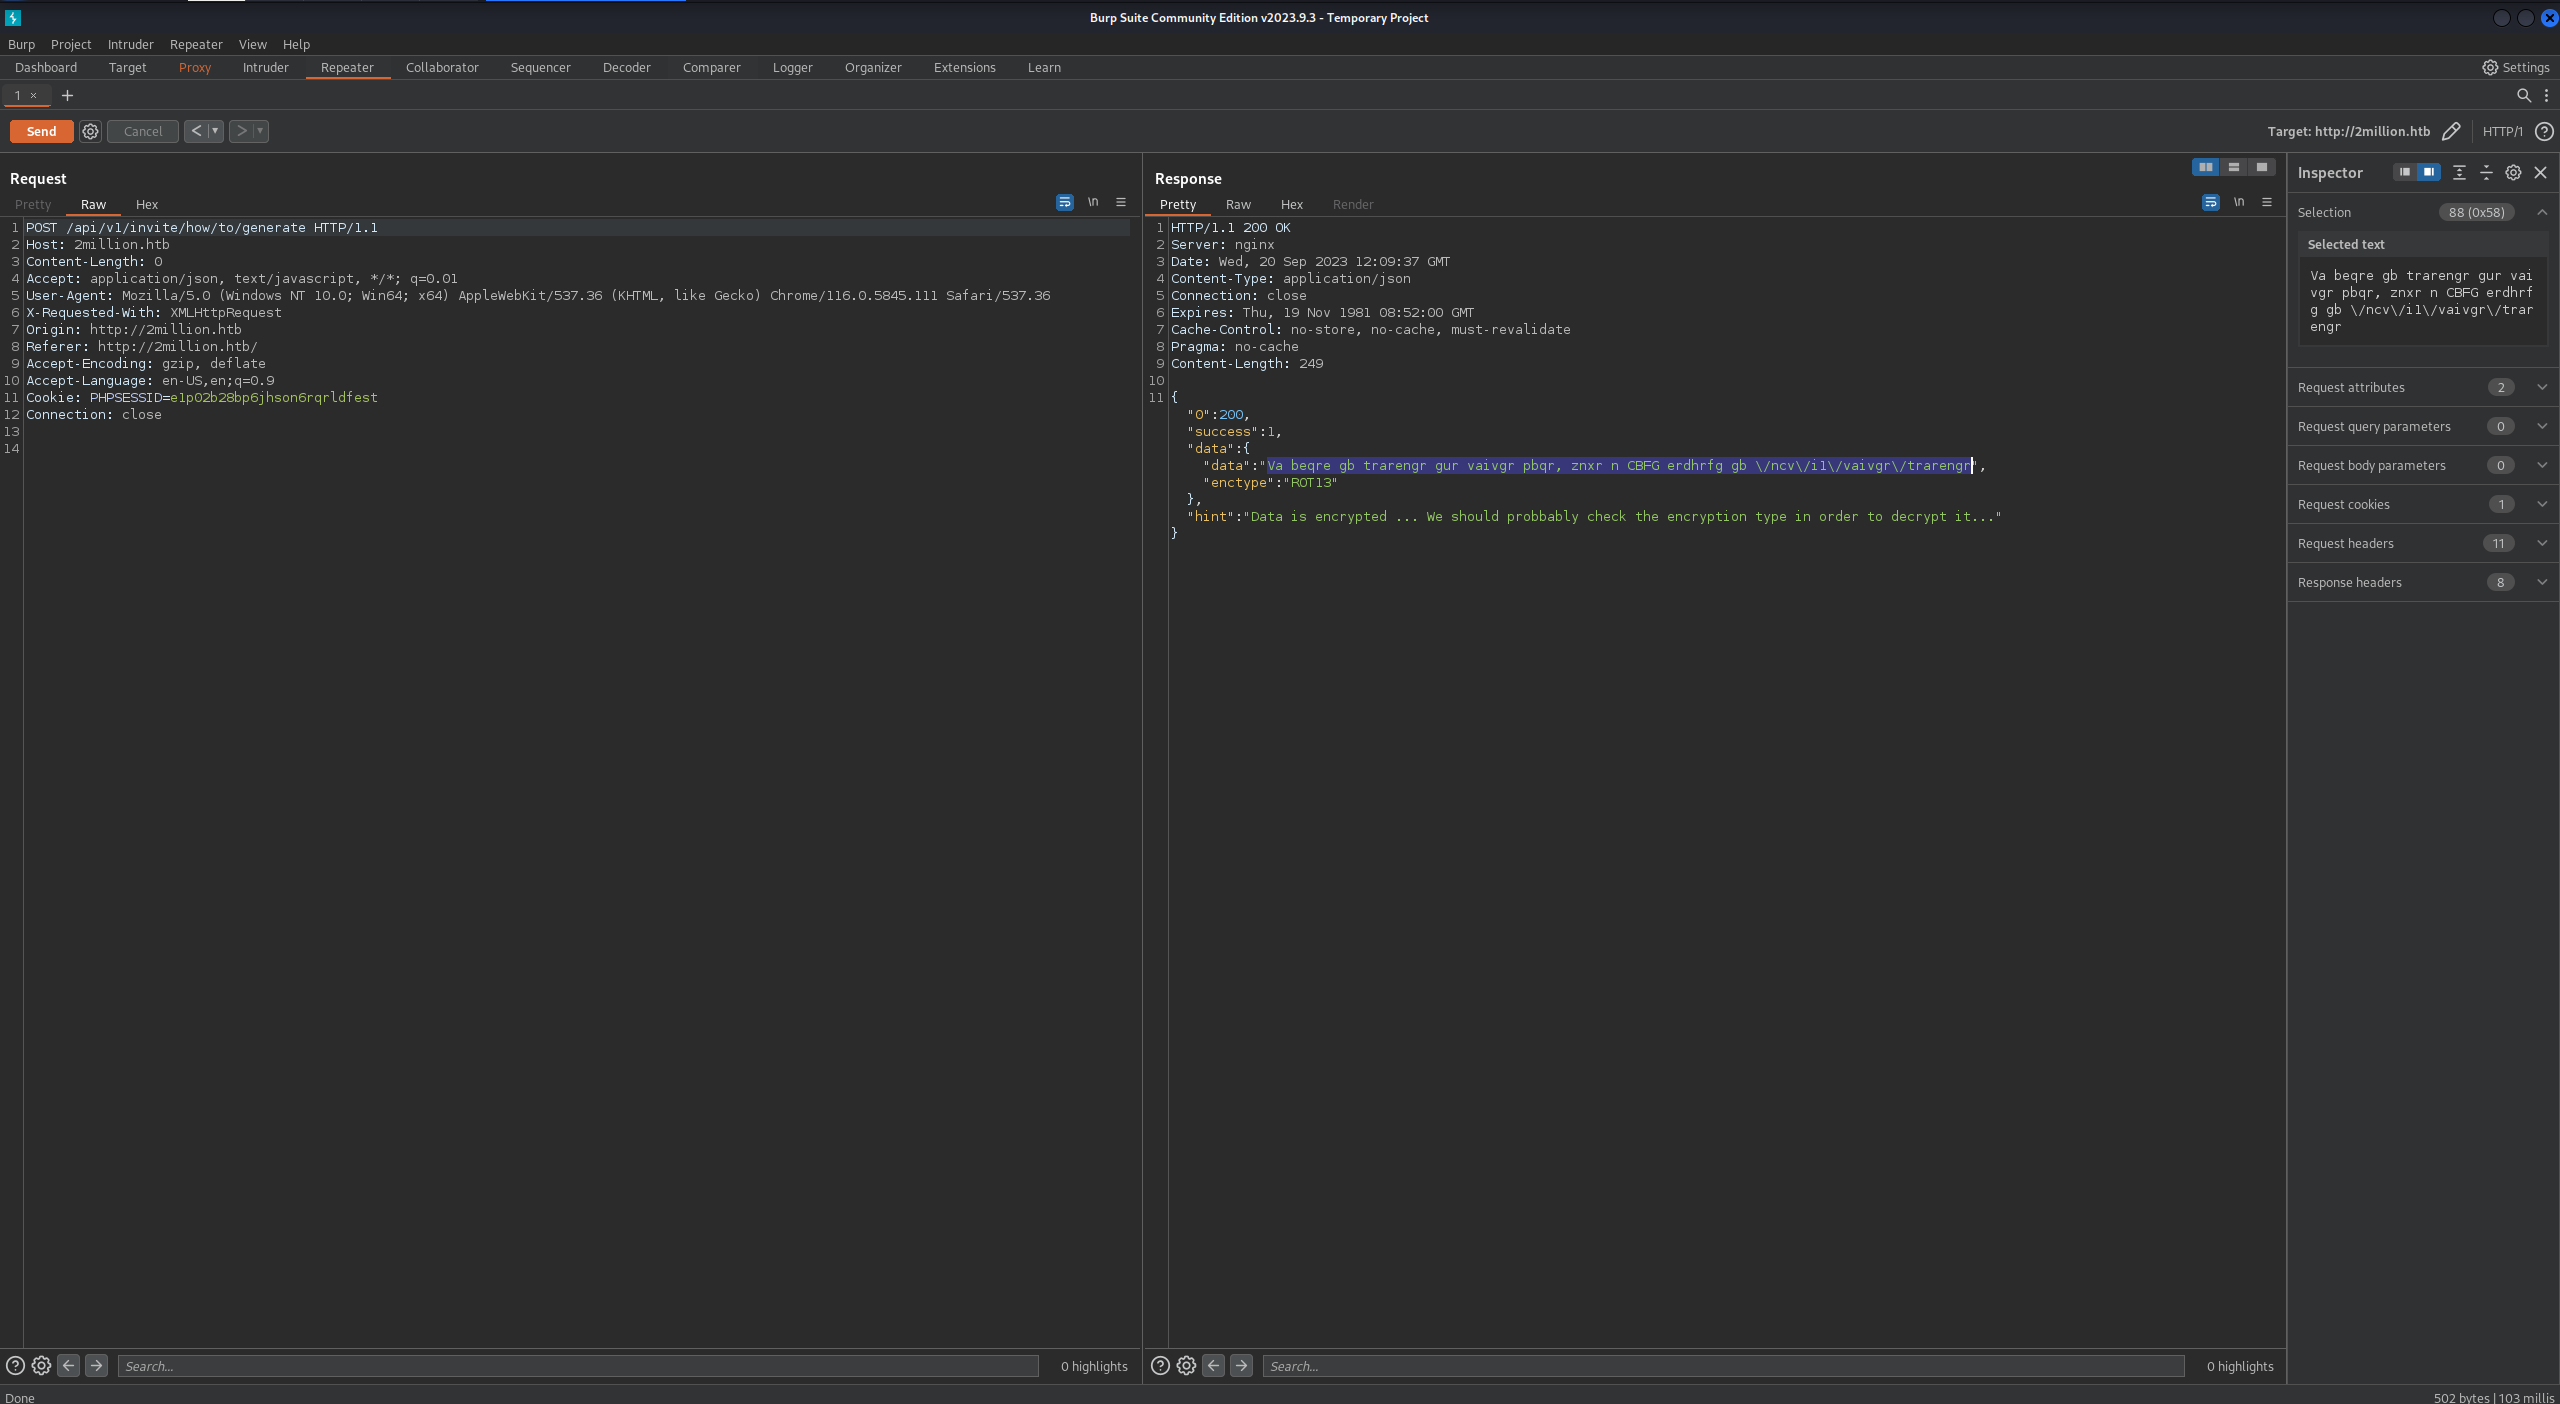 Burp Suite Community Edition v2023.9.3 - Temporary Project
Burp Project Intruder Repeater View Help
Dashboard Target Proxy Intruder Repeater Collaborator Sequencer Decoder Comparer Logger Organizer Extensions Learn Settings
1 × +
Send Cancel < > Target: http://2million.htb HTTP/1 ?
Request
Pretty Raw Hex \n
1 POST /api/v1/invite/how/to/generate HTTP/1.1
2 Host: 2million.htb
3 Content-Length: 0
4 Accept: application/json, text/javascript, */*; q=0.01
5 User-Agent: Mozilla/5.0 (Windows NT 10.0; Win64; x64) AppleWebKit/537.36 (KHTML, like Gecko) Chrome/116.0.5845.111 Safari/537.36
6 X-Requested-With: XMLHttpRequest
7 Origin: http://2million.htb
8 Referer: http://2million.htb/
9 Accept-Encoding: gzip, deflate
10 Accept-Language: en-US,en;q=0.9
11 Cookie: PHPSESSID=e1p02b28bp6jhson6rqrldfest
12 Connection: close
13
14
Search... 0 highlights
Response
Pretty Raw Hex Render \n
1 HTTP/1.1 200 OK
2 Server: nginx
3 Date: Wed, 20 Sep 2023 12:09:37 GMT
4 Content-Type: application/json
5 Connection: close
6 Expires: Thu, 19 Nov 1981 08:52:00 GMT
7 Cache-Control: no-store, no-cache, must-revalidate
8 Pragma: no-cache
9 Content-Length: 249
10
11 {
"0":200,
"success":1,
"data":{
"data":"Va beqre gb trarengr gur vaivgr pbqr, znxr n CBFG erdhrfg gb \/ncv\/i1\/vaivgr\/trarengr",
"enctype":"ROT13"
},
"hint":"Data is encrypted ... We should probbably check the encryption type in order to decrypt it..."
}
Search... 0 highlights
Inspector
Selection 88 (0x58)
Selected text
Va beqre gb trarengr gur vai
vgr pbqr, znxr n CBFG erdhrf
g gb \/ncv\/i1\/vaivgr\/trar
engr
Request attributes 2
Request query parameters 0
Request body parameters 0
Request cookies 1
Request headers 11
Response headers 8
Done 502 bytes | 103 millis